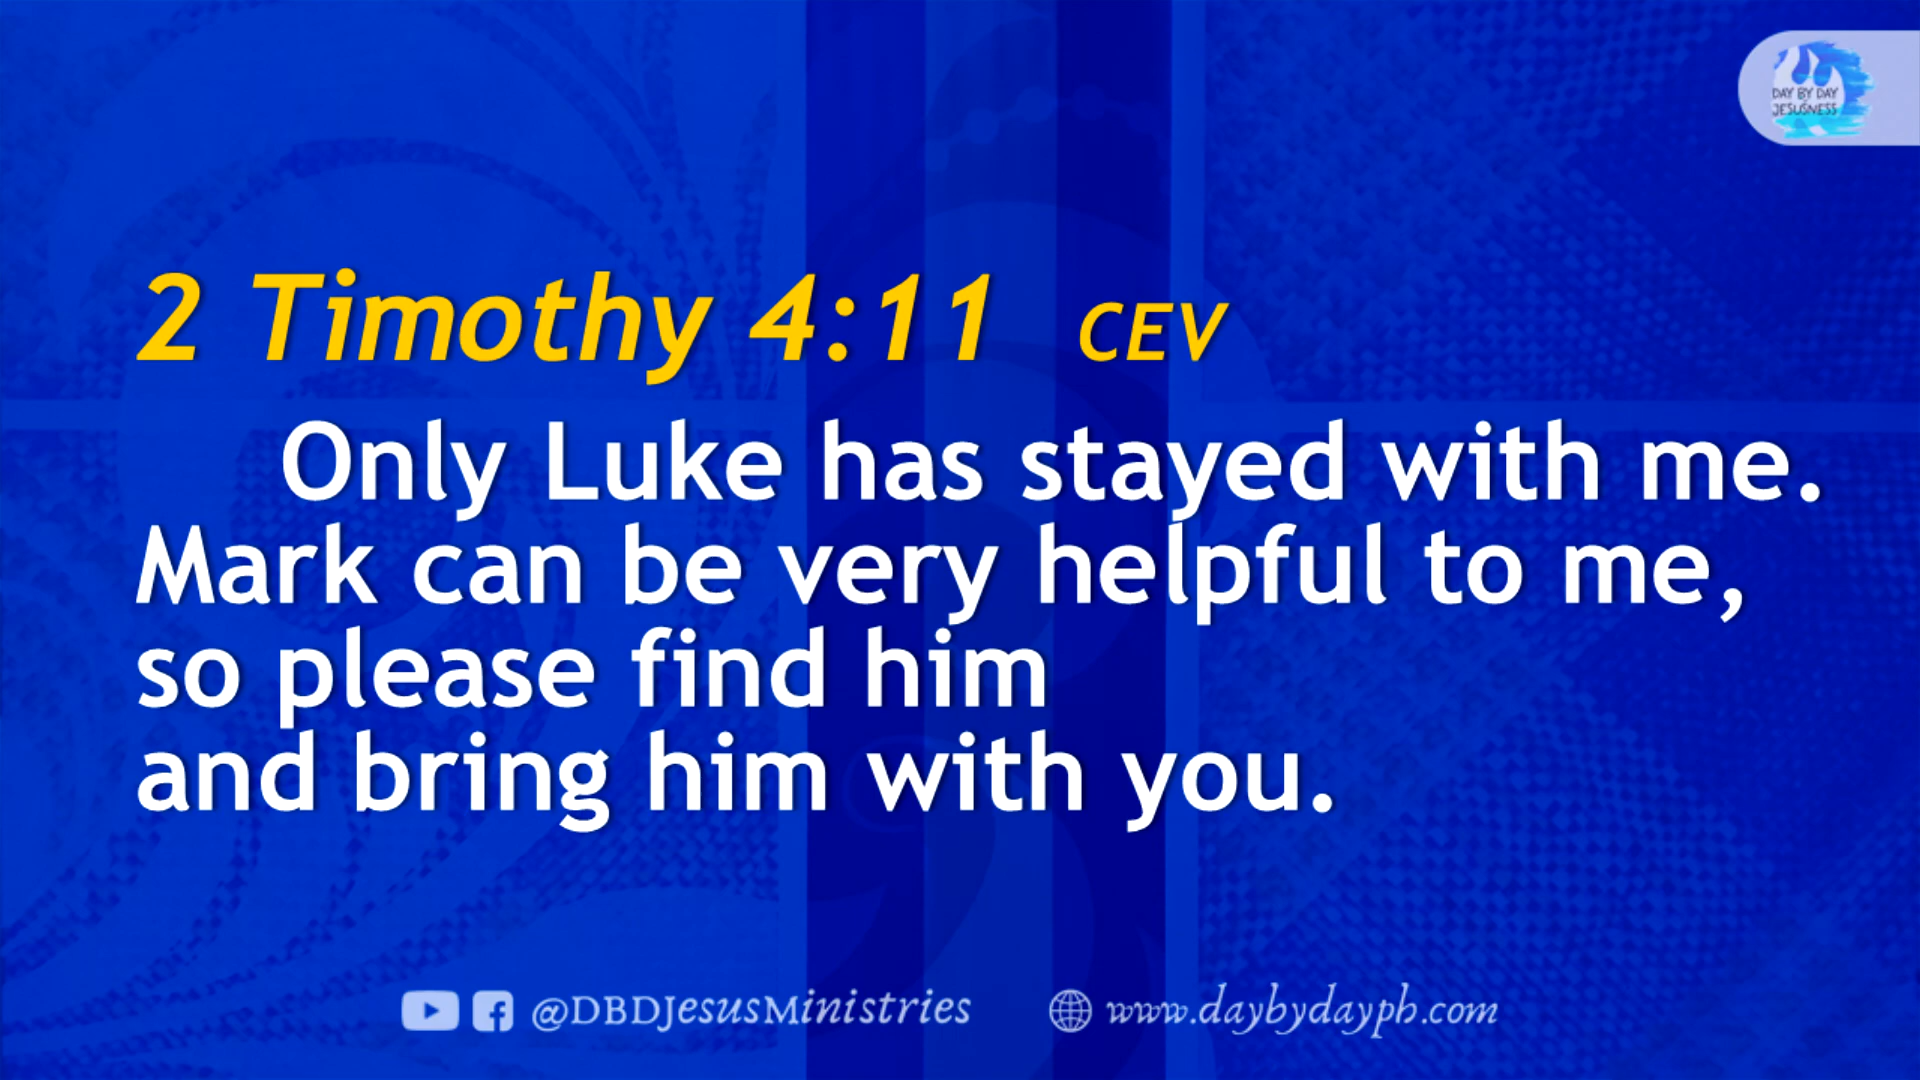 DAY BY DAY
JESUSNESS
2 Timothy 4:11 CEV
Only Luke has stayed with me.
Mark can be very helpful to me,
so please find him
and bring him with you.
@DBDJesusMinistries www.daybydayph.com